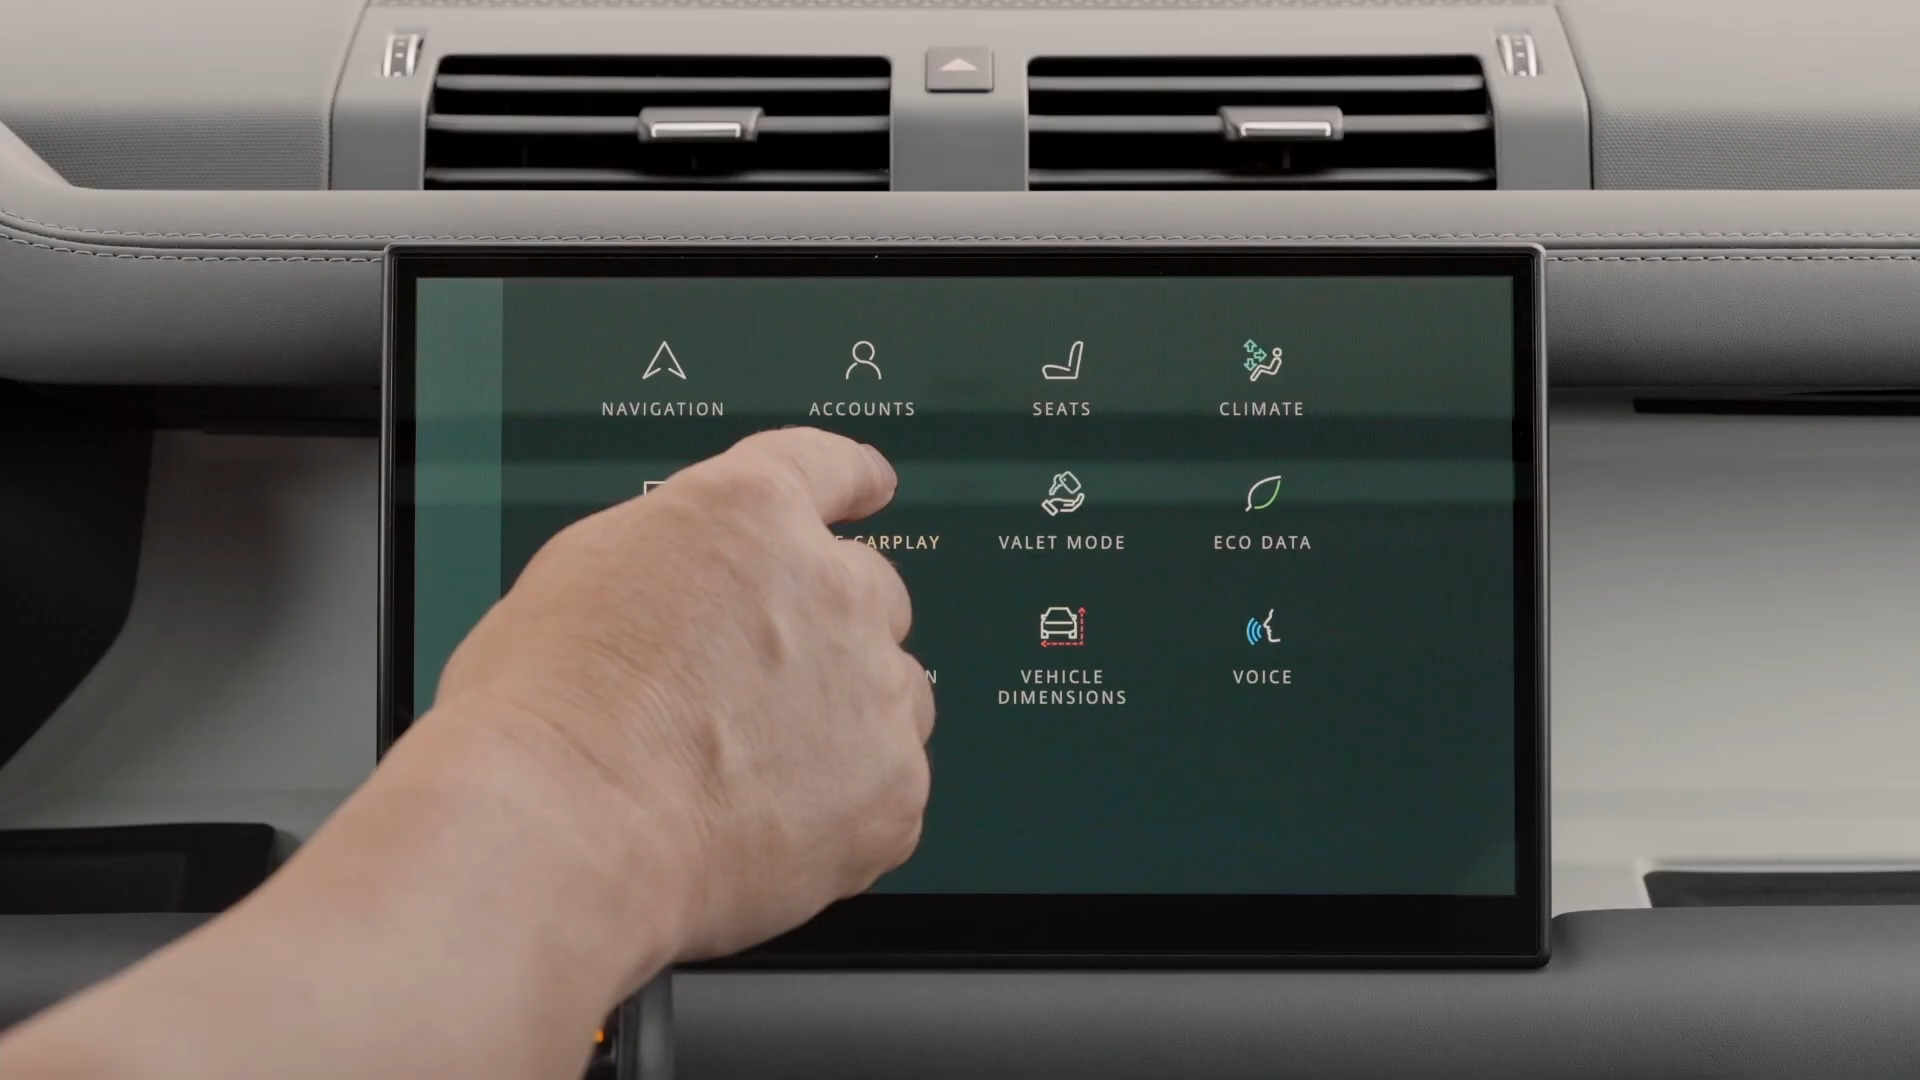 NAVIGATION
ACCOUNTS
SEATS
CLIMATE
CARPLAY
VALET MODE
ECO DATA
VEHICLE
DIMENSIONS
VOICE